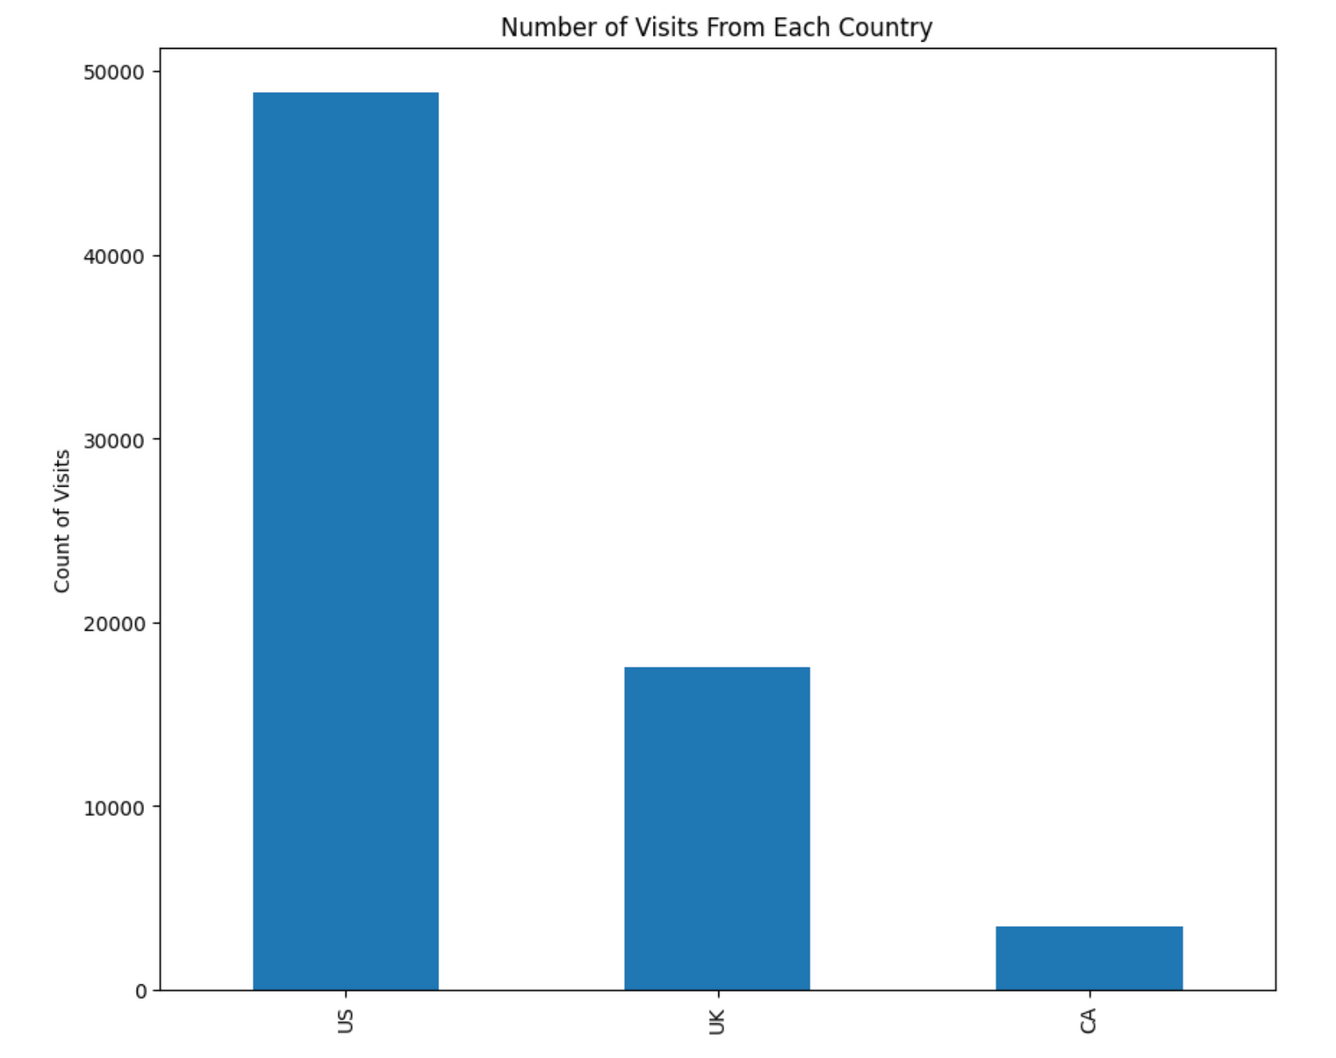 Number of Visits From Each Country
50000
40000
30000
20000
10000
0
Count of Visits
US
UK
CA